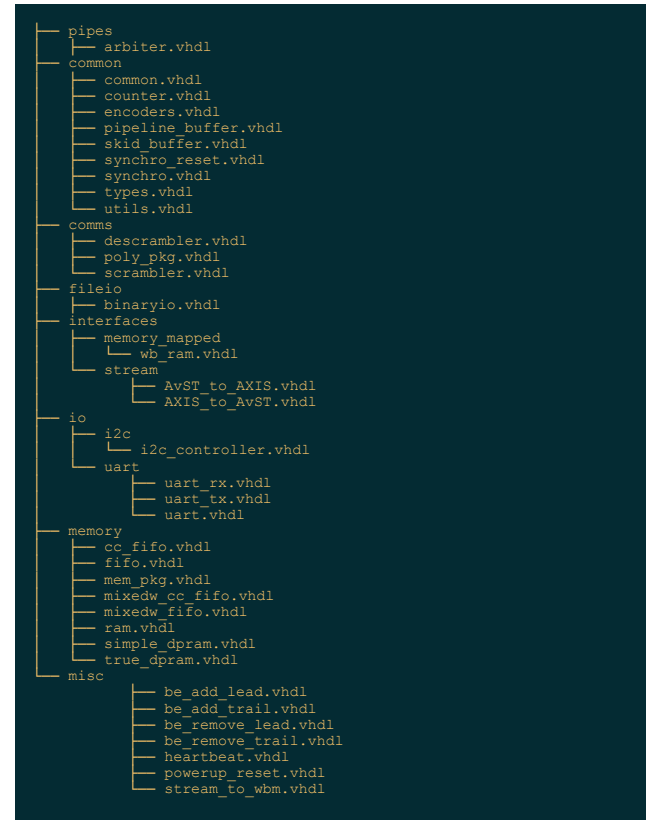 ├── pipes
│   ├── arbiter.vhdl
├── common
│   ├── common.vhdl
│   ├── counter.vhdl
│   ├── encoders.vhdl
│   ├── pipeline_buffer.vhdl
│   ├── skid_buffer.vhdl
│   ├── synchro_reset.vhdl
│   ├── synchro.vhdl
│   ├── types.vhdl
│   └── utils.vhdl
├── comms
│   ├── descrambler.vhdl
│   ├── poly_pkg.vhdl
│   └── scrambler.vhdl
├── fileio
│   ├── binaryio.vhdl
├── interfaces
│   ├── memory_mapped
│   │   └── wb_ram.vhdl
│   └── stream
│       ├── AvST_to_AXIS.vhdl
│       └── AXIS_to_AvST.vhdl
├── io
│   ├── i2c
│   │   └── i2c_controller.vhdl
│   └── uart
│       ├── uart_rx.vhdl
│       ├── uart_tx.vhdl
│       └── uart.vhdl
├── memory
│   ├── cc_fifo.vhdl
│   ├── fifo.vhdl
│   ├── mem_pkg.vhdl
│   ├── mixedw_cc_fifo.vhdl
│   ├── mixedw_fifo.vhdl
│   ├── ram.vhdl
│   ├── simple_dpram.vhdl
│   └── true_dpram.vhdl
└── misc
        ├── be_add_lead.vhdl
        ├── be_add_trail.vhdl
        ├── be_remove_lead.vhdl
        ├── be_remove_trail.vhdl
        ├── heartbeat.vhdl
        ├── powerup_reset.vhdl
        └── stream_to_wbm.vhdl